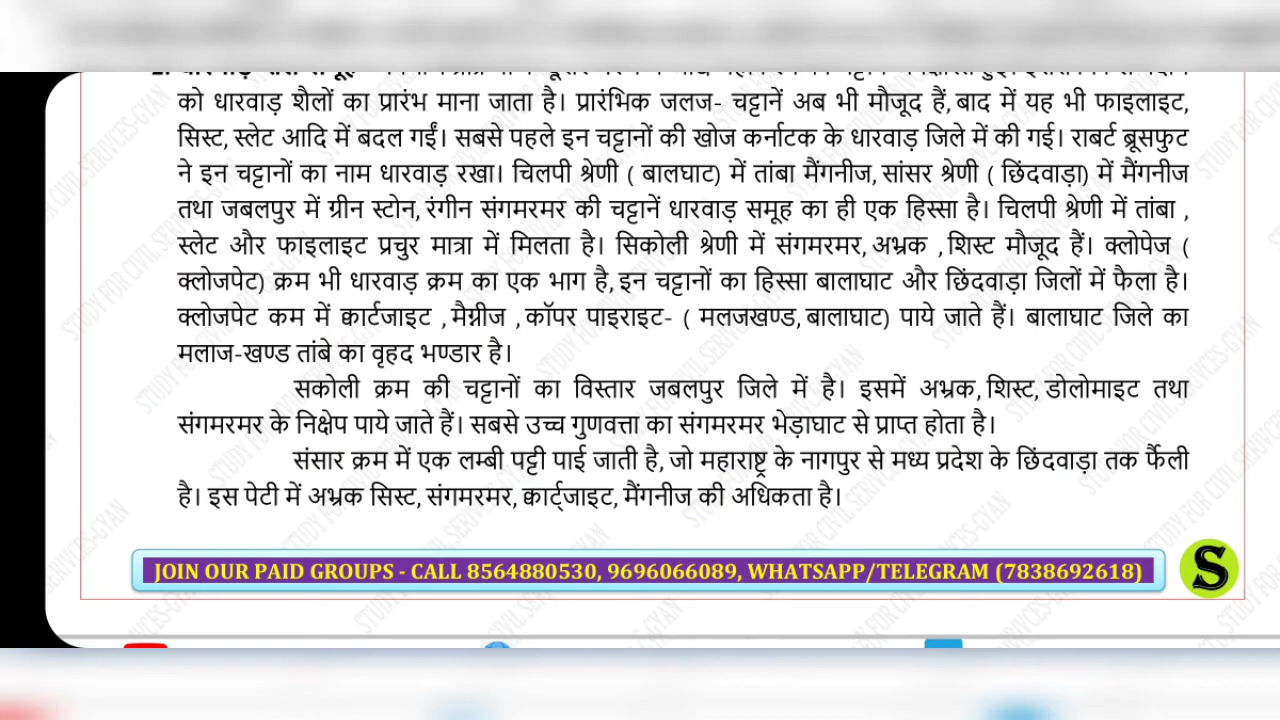 को धारवाड़ शैलों का प्रारंभ माना जाता है। प्रारंभिक जलज- चट्टानें अब भी मौजूद हैं, बाद में यह भी फाइलाइट,
सिस्ट, स्लेट आदि में बदल गईं। सबसे पहले इन चट्टानों की खोज कर्नाटक के धारवाड़ जिले में की गई। राबर्ट ब्रूसफुट
ने इन चट्टानों का नाम धारवाड़ रखा। चिलपी श्रेणी ( बालघाट) में तांबा मैंगनीज, सांसर श्रेणी ( छिंदवाड़ा) में मैंगनीज
तथा जबलपुर में ग्रीन स्टोन, रंगीन संगमरमर की चट्टानें धारवाड़ समूह का ही एक हिस्सा है। चिलपी श्रेणी में तांबा ,
स्लेट और फाइलाइट प्रचुर मात्रा में मिलता है। सिकोली श्रेणी में संगमरमर, अभ्रक , शिस्ट मौजूद हैं। क्लोपेज (
क्लोजपेट) क्रम भी धारवाड़ क्रम का एक भाग है, इन चट्टानों का हिस्सा बालाघाट और छिंदवाड़ा जिलों में फैला है।
क्लोजपेट कम में क्वार्टजाइट , मैग्नीज , कॉपर पाइराइट- ( मलजखण्ड, बालाघाट) पाये जाते हैं। बालाघाट जिले का
मलाज-खण्ड तांबे का वृहद भण्डार है।
सकोली क्रम की चट्टानों का विस्तार जबलपुर जिले में है। इसमें अभ्रक, शिस्ट, डोलोमाइट तथा
संगमरमर के निक्षेप पाये जाते हैं। सबसे उच्च गुणवत्ता का संगमरमर भेड़ाघाट से प्राप्त होता है।
संसार क्रम में एक लम्बी पट्टी पाई जाती है, जो महाराष्ट्र के नागपुर से मध्य प्रदेश के छिंदवाड़ा तक फैंली
है। इस पेटी में अभ्रक सिस्ट, संगमरमर, क्वार्ट्जाइट, मैंगनीज की अधिकता है।
JOIN OUR PAID GROUPS - CALL 8564880530, 9696066089, WHATSAPP/TELEGRAM (7838692618)
S
STUDY FOR CIVIL SERVICES-GYAN